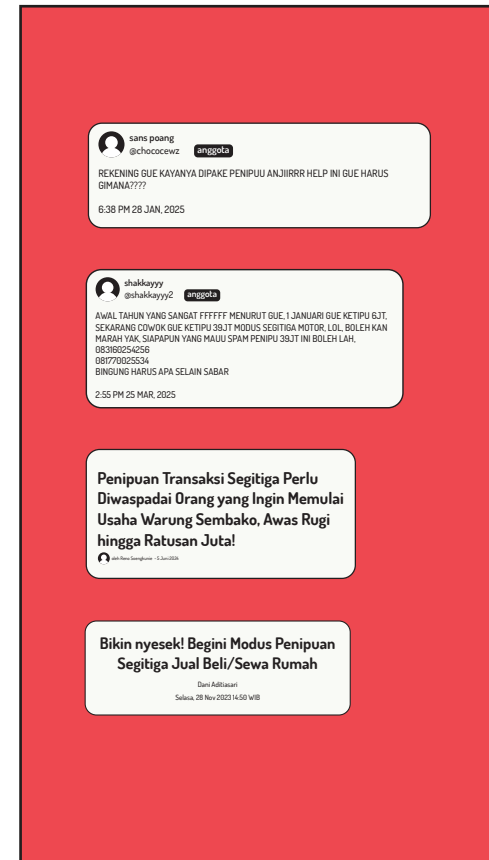 sans poang
@chococewz anggota
REKENING GUE KAYANYA DIPAKE PENIPUU ANJIIRRR HELP INI GUE HARUS
GIMANA????
6:38 PM 28 JAN, 2025
shakkayyy
@shakkayyy2 anggota
AWAL TAHUN YANG SANGAT FFFFFF MENURUT GUE, 1 JANUARI GUE KETIPU 6JT,
SEKARANG COWOK GUE KETIPU 39JT MODUS SEGITIGA MOTOR, LOL, BOLEH KAN
MARAH YAK, SIAPAPUN YANG MAUU SPAM PENIPU 39JT INI BOLEH LAH,
083160254256
081770025534
BINGUNG HARUS APA SELAIN SABAR
2:55 PM 25 MAR, 2025
Penipuan Transaksi Segitiga Perlu
Diwaspadai Orang yang Ingin Memulai
Usaha Warung Sembako, Awas Rugi
hingga Ratusan Juta!
oleh Rena - 5 Juni 2024
Bikin nyesek! Begini Modus Penipuan
Segitiga Jual Beli/Sewa Rumah
Dani Aditiasari
Selasa, 28 Nov 2023 14:50 WIB